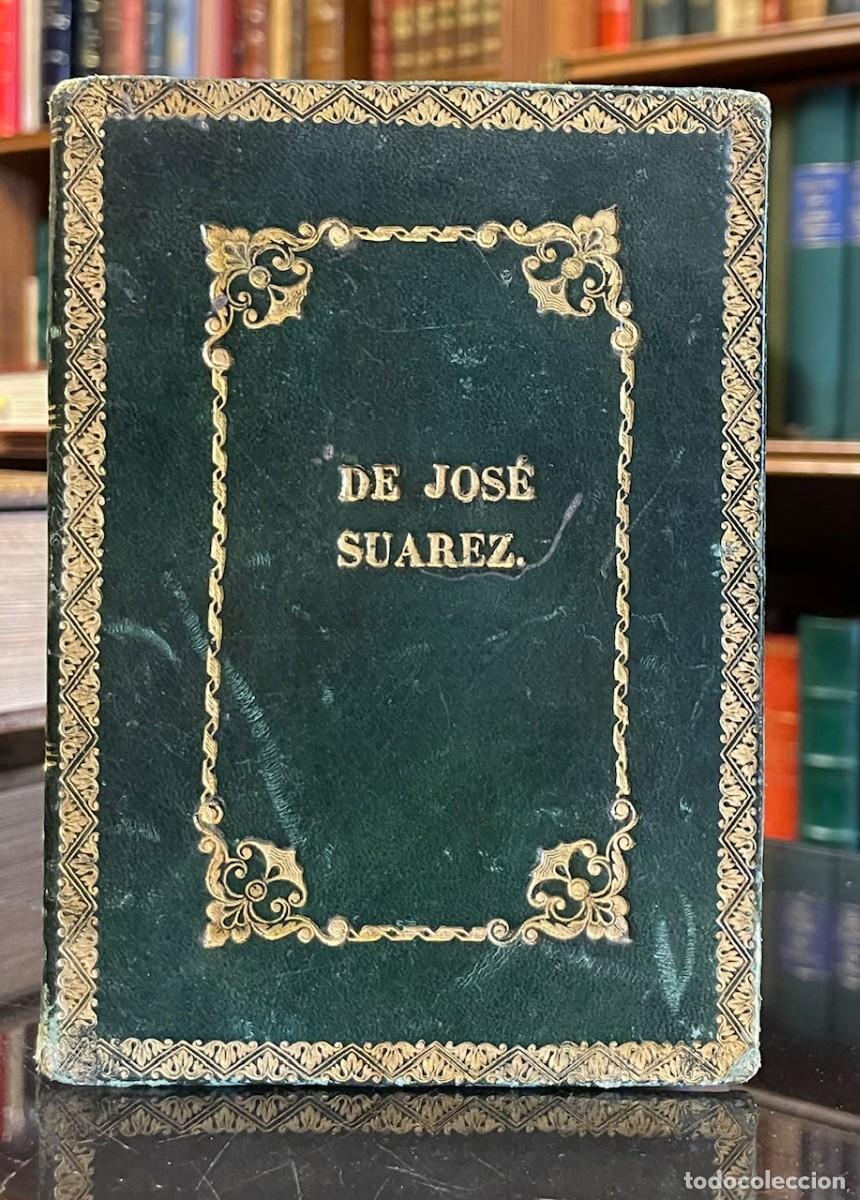 DE JOSÉ
SUAREZ.
todocoleccion